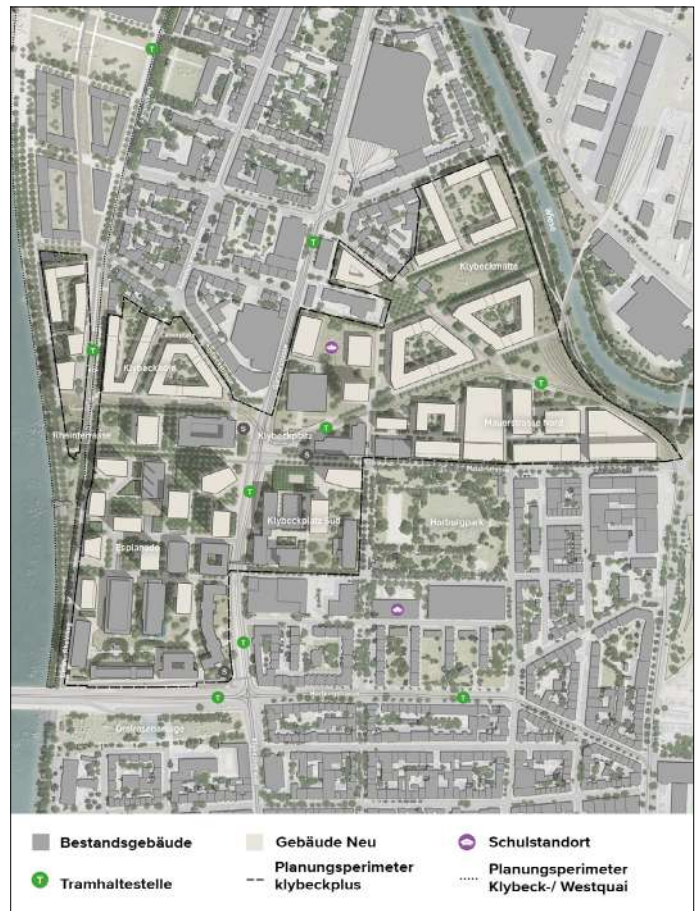 Wiese
Klybeckmatte
Klybeckhöfe
Rheinterrasse
Klybeckplatz
Mauerstrasse Nord
S
S
Klybeckplatz Süd
Horburgpark
Esplanade
Dreirosenanlage
T
T
T
T
T
T
T
T
T
Bestandsgebäude
Gebäude Neu
Schulstandort
T Tramhaltestelle
Planungsperimeter
klybeckplus
Planungsperimeter
Klybeck-/ Westquai